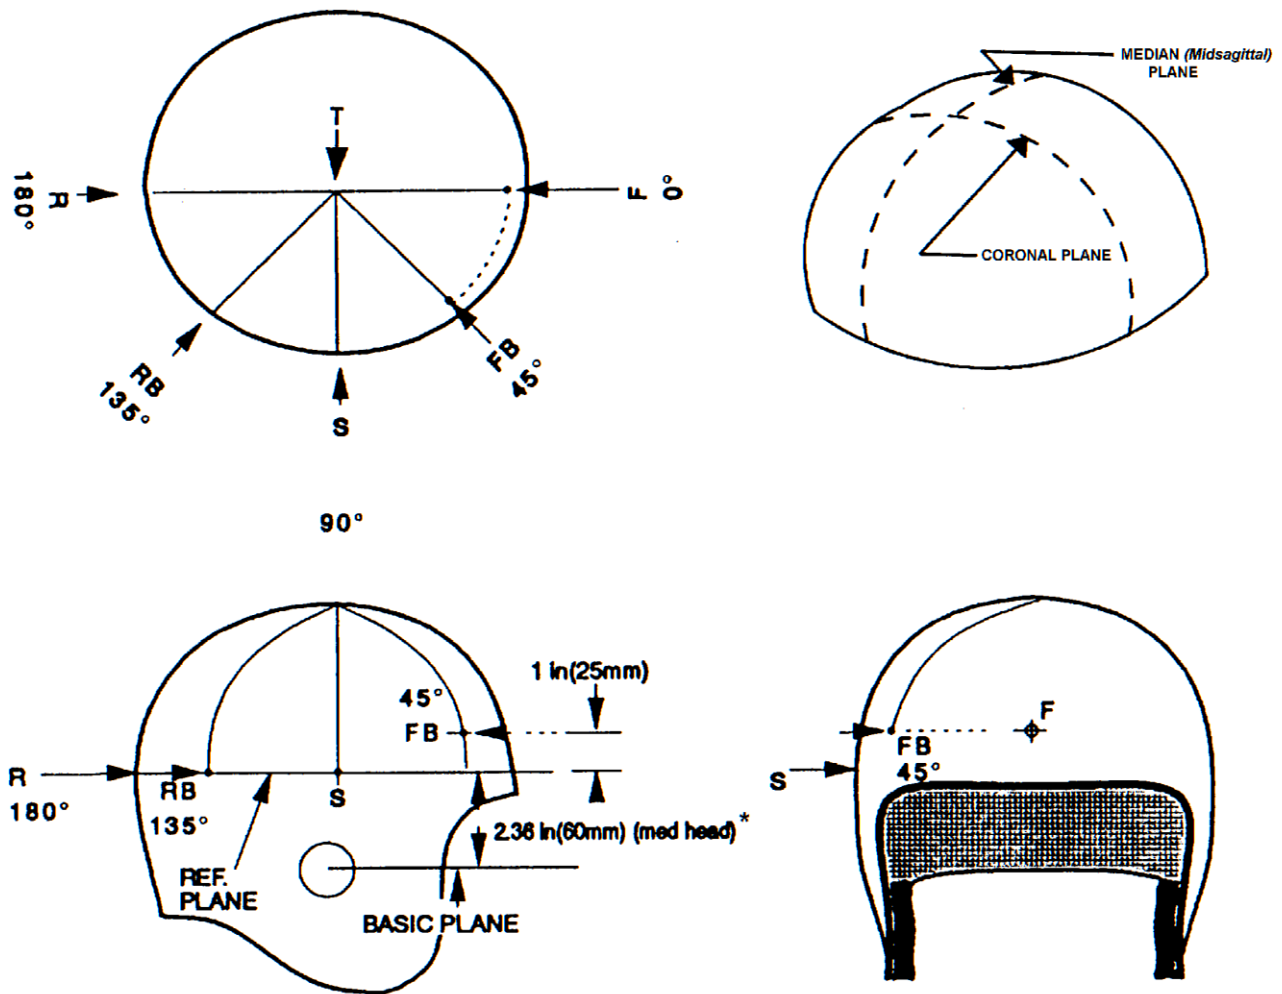 T
R
180°
F
0°
RB
135°
FB
45°
S
90°
MEDIAN (Midsagittal)
PLANE
CORONAL PLANE
1 in(25mm)
45°
FB
R
180°
RB
135°
S
2.36 in(60mm) (med head)*
REF.
PLANE
BASIC PLANE
F
FB
45°
S